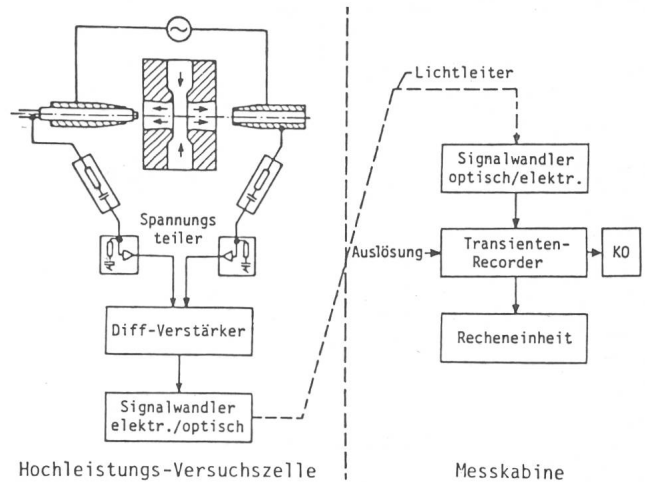 Spannungs
teiler
Diff-Verstärker
Signalwandler
elektr./optisch
Hochleistungs-Versuchszelle
Lichtleiter
Signalwandler
optisch/elektr.
Auslösung
Transienten-
Recorder
KO
Recheneinheit
Messkabine